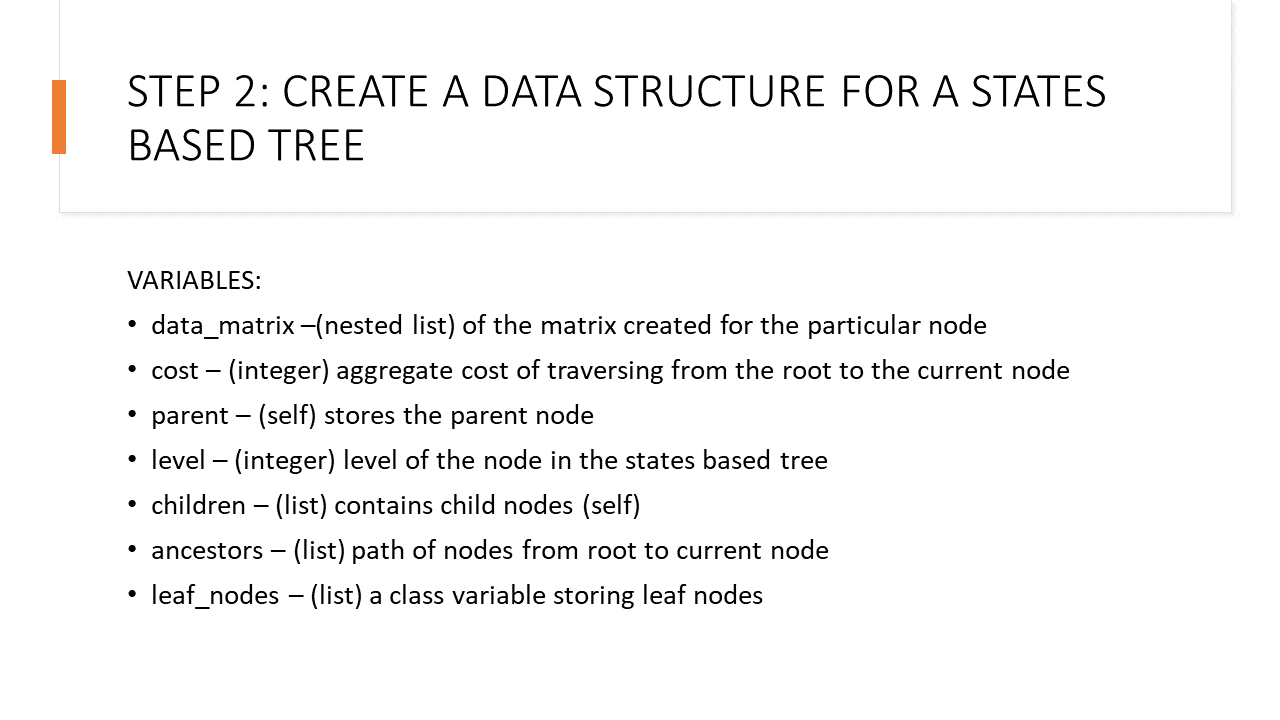 STEP 2: CREATE A DATA STRUCTURE FOR A STATES
BASED TREE
VARIABLES:
• data_matrix –(nested list) of the matrix created for the particular node
• cost – (integer) aggregate cost of traversing from the root to the current node
• parent – (self) stores the parent node
• level – (integer) level of the node in the states based tree
• children – (list) contains child nodes (self)
• ancestors – (list) path of nodes from root to current node
• leaf_nodes – (list) a class variable storing leaf nodes